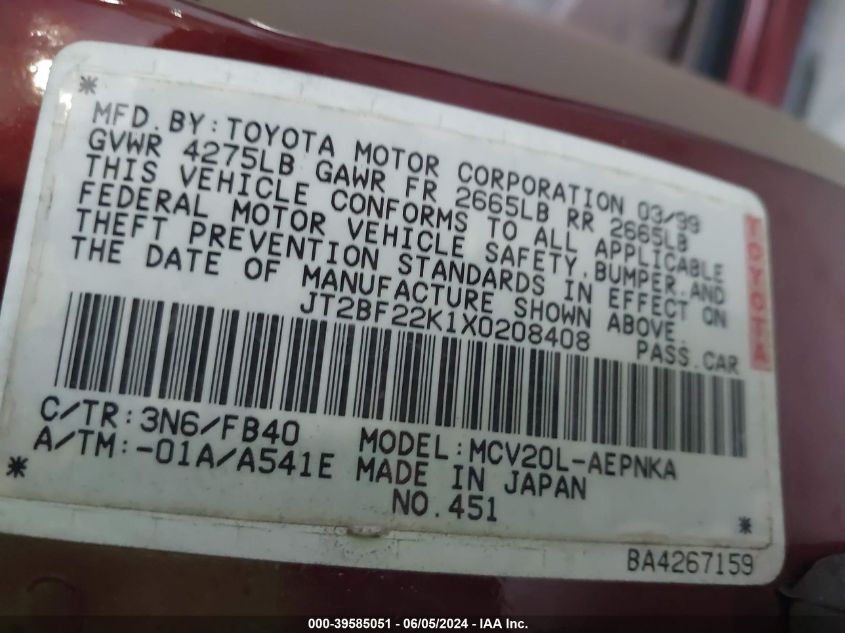 MFD.BY:TOYOTA MOTOR CORPORATION 03/99
GVWR 4275LB GAWR FR 2665LB RR 2665LB
THIS VEHICLE CONFORMS TO ALL APPLICABLE
FEDERAL MOTOR VEHICLE SAFETY,BUMPER,AND
THEFT PREVENTION STANDARDS IN EFFECT ON
THE DATE OF MANUFACTURE SHOWN ABOVE.
JT2BF22K1X0208408 PASS.CAR
TOYOTA
C/TR:3N6/FB40 MODEL:MCV20L-AEPNKA
A/TM:-01A/A541E MADE IN JAPAN
NO.451
BA4267159
000-39585051 - 06/05/2024 - IAA Inc.